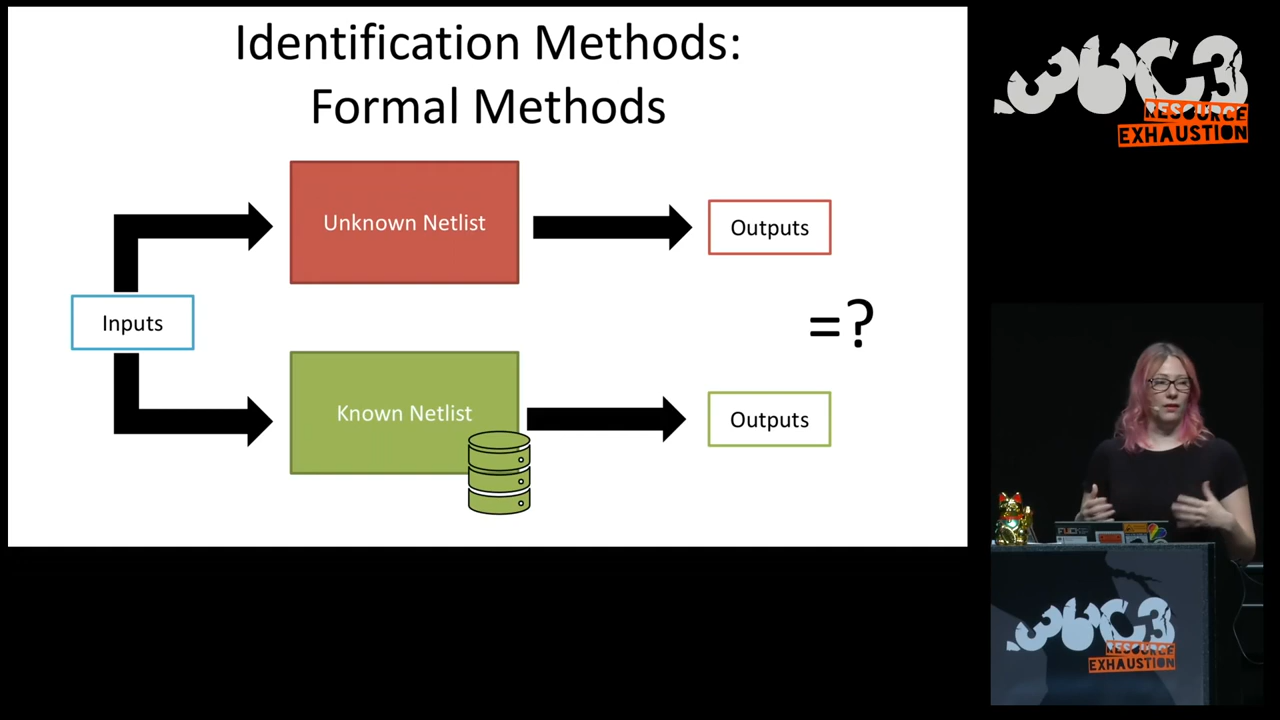 Identification Methods:
Formal Methods
Unknown Netlist
Outputs
Inputs
=?
Known Netlist
Outputs
36C3
RESOURCE
EXHAUSTION
36C3
RESOURCE
EXHAUSTION